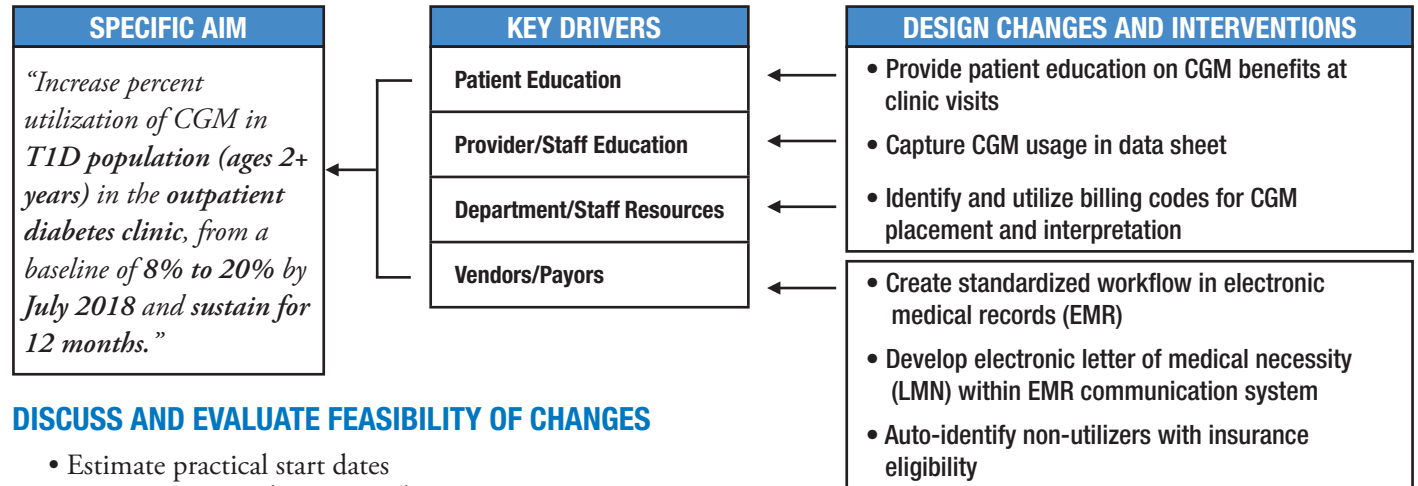 SPECIFIC AIM
“Increase percent
utilization of CGM in
T1D population (ages 2+
years) in the outpatient
diabetes clinic, from a
baseline of 8% to 20% by
July 2018 and sustain for
12 months.”
KEY DRIVERS
Patient Education
Provider/Staff Education
Department/Staff Resources
Vendors/Payors
DESIGN CHANGES AND INTERVENTIONS
• Provide patient education on CGM benefits at
clinic visits
• Capture CGM usage in data sheet
• Identify and utilize billing codes for CGM
placement and interpretation
• Create standardized workflow in electronic
medical records (EMR)
• Develop electronic letter of medical necessity
(LMN) within EMR communication system
• Auto-identify non-utilizers with insurance
eligibility
DISCUSS AND EVALUATE FEASIBILITY OF CHANGES
• Estimate practical start dates